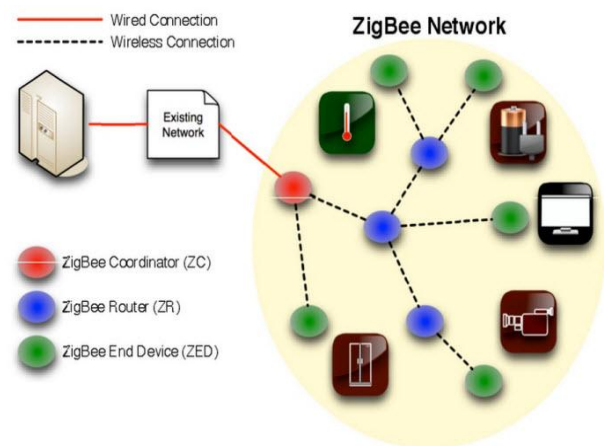 Wired Connection
Wireless Connection
ZigBee Network
Existing
Network
ZigBee Coordinator (ZC)
ZigBee Router (ZR)
ZigBee End Device (ZED)